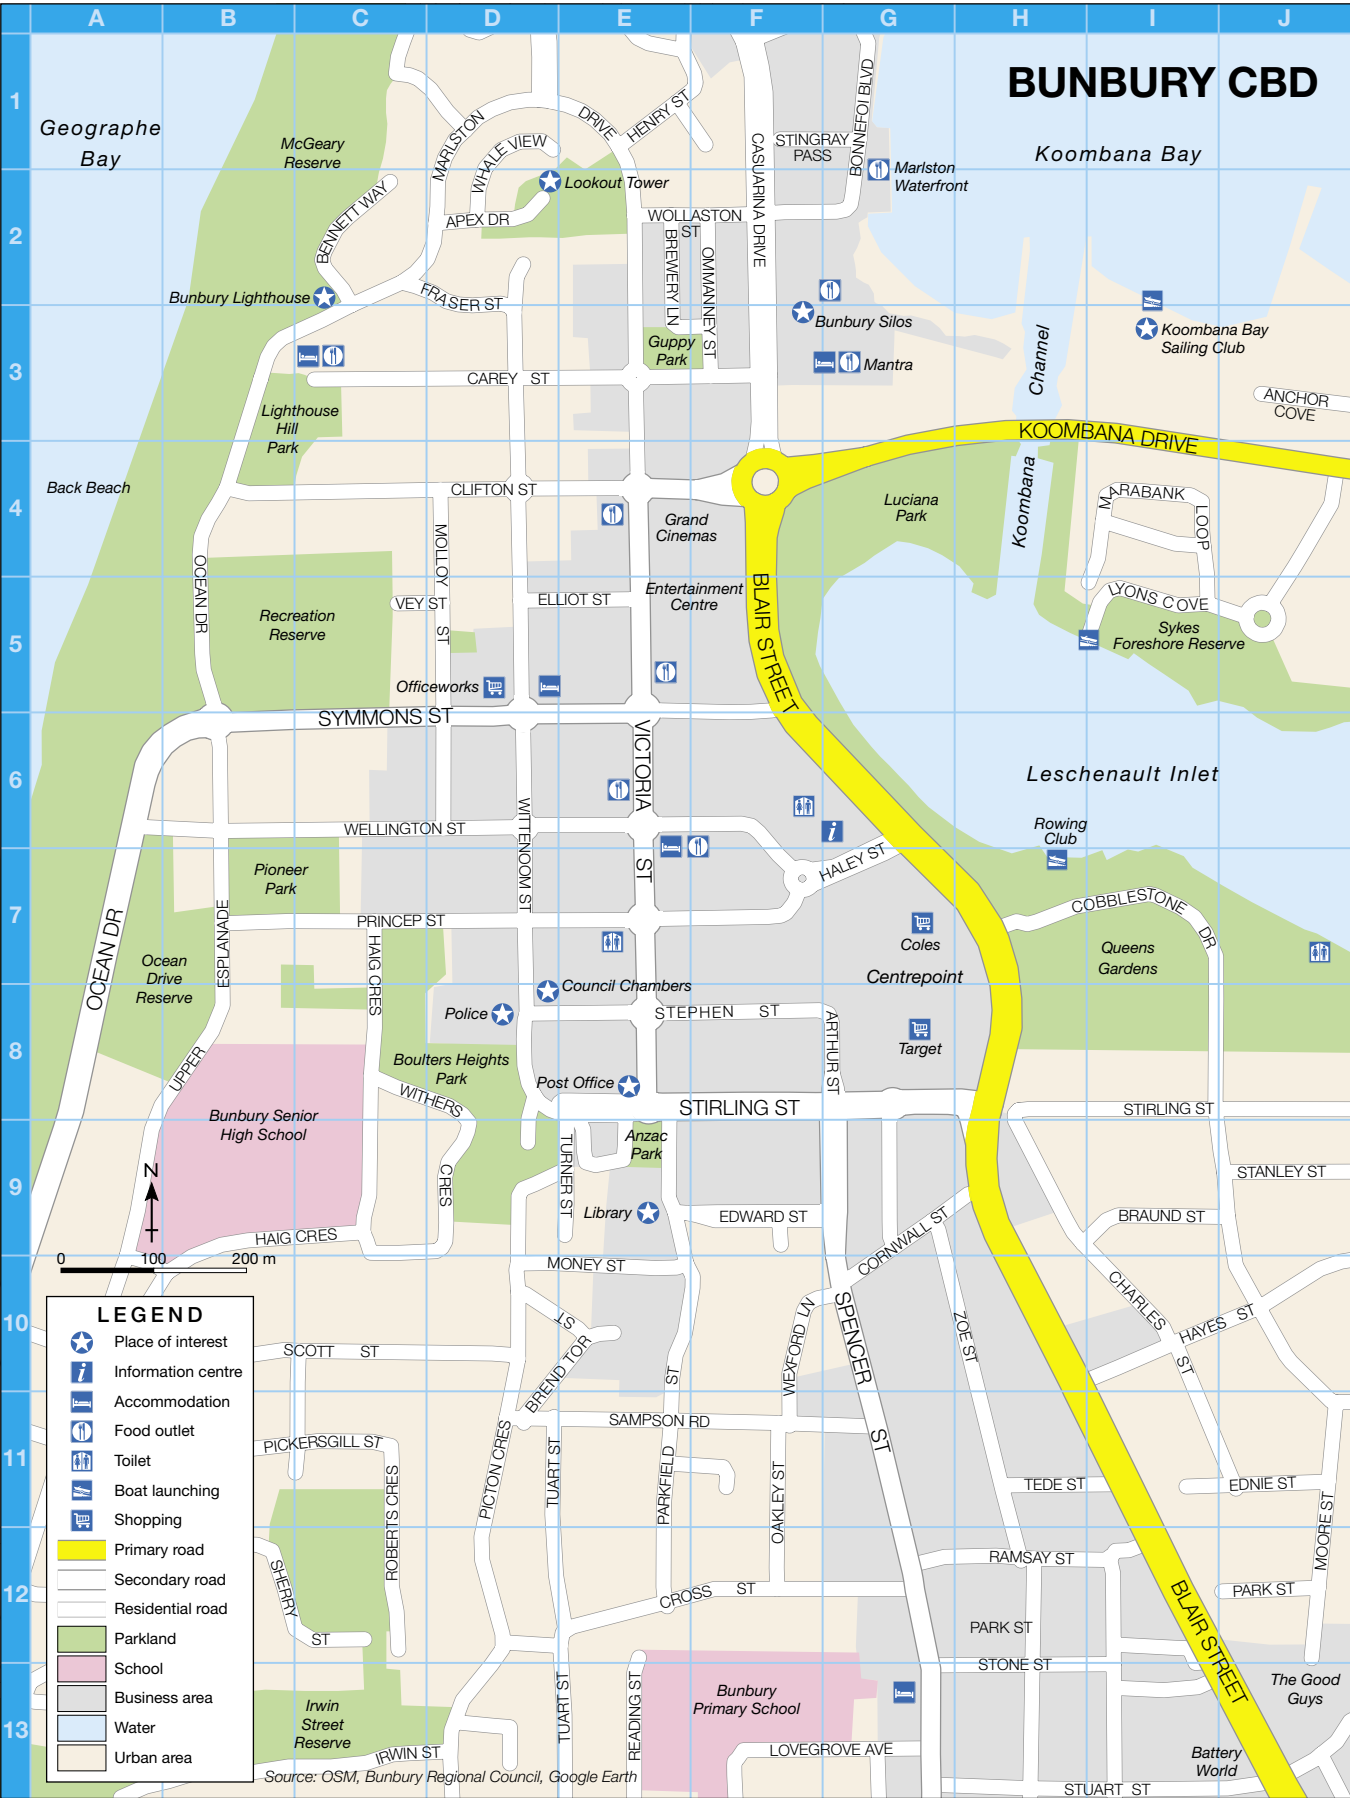 A B C D E F G H I J
BUNBURY CBD
1
2
3
4
5
6
7
8
9
10
11
12
13
Geographe
Bay
McGeary
Reserve
MARLSTON
DRIVE
HENRY ST
WHALE VIEW
APEX DR
Lookout Tower
CASUARINA DRIVE
STINGRAY
PASS
BONNEFOI BLVD
Marlston
Waterfront
Koombana Bay
BENNETT WAY
WOLLASTON
ST
BREWERY LN
OMMANNEY ST
Bunbury Lighthouse
FRASER ST
Bunbury Silos
Koombana Bay
Sailing Club
Guppy
Park
Mantra
Channel
CAREY ST
ANCHOR
COVE
Lighthouse
Hill
Park
KOOMBANA DRIVE
Back Beach
CLIFTON ST
Grand
Cinemas
Luciana
Park
Koombana
MARABANK
LOOP
MOLLOY
ST
OCEAN DR
Recreation
Reserve
VEY ST
ELLIOT ST
Entertainment
Centre
BLAIR STREET
LYONS COVE
Sykes
Foreshore Reserve
Officeworks
SYMMONS ST
VICTORIA
ST
Leschenault Inlet
WELLINGTON ST
WITTENOOM ST
Rowing
Club
HALEY ST
Pioneer
Park
PRINCEP ST
COBBLESTONE
DR
OCEAN DR
ESPLANADE
UPPER
HAIG CRES
Coles
Centrepoint
Queens
Gardens
Ocean
Drive
Reserve
Council Chambers
Police
STEPHEN ST
ARTHUR ST
Target
Boulters Heights
Park
Post Office
WITHERS
CRES
STIRLING ST
STIRLING ST
Bunbury Senior
High School
Anzac
Park
TURNER ST
STANLEY ST
N
Library
EDWARD ST
CORNWALL ST
BRAUND ST
HAIG CRES
0 100 200 m
MONEY ST
CHARLES
ST
HAYES ST
BREND TOR
ST
WEXFORD LN
SPENCER
ST
ZOE ST
SCOTT ST
SAMPSON RD
PICKERSGILL ST
ROBERTS CRES
PICTON CRES
TUART ST
PARKFIELD
ST
OAKLEY ST
TEDE ST
EDNIE ST
MOORE ST
SHERRY
ST
RAMSAY ST
CROSS ST
PARK ST
PARK ST
STONE ST
BLAIR STREET
The Good
Guys
Bunbury
Primary School
TUART ST
READING ST
Irwin
Street
Reserve
IRWIN ST
LOVEGROVE AVE
Battery
World
STUART ST
LEGEND
Place of interest
i Information centre
Accommodation
Food outlet
Toilet
Boat launching
Shopping
Primary road
Secondary road
Residential road
Parkland
School
Business area
Water
Urban area
Source: OSM, Bunbury Regional Council, Google Earth